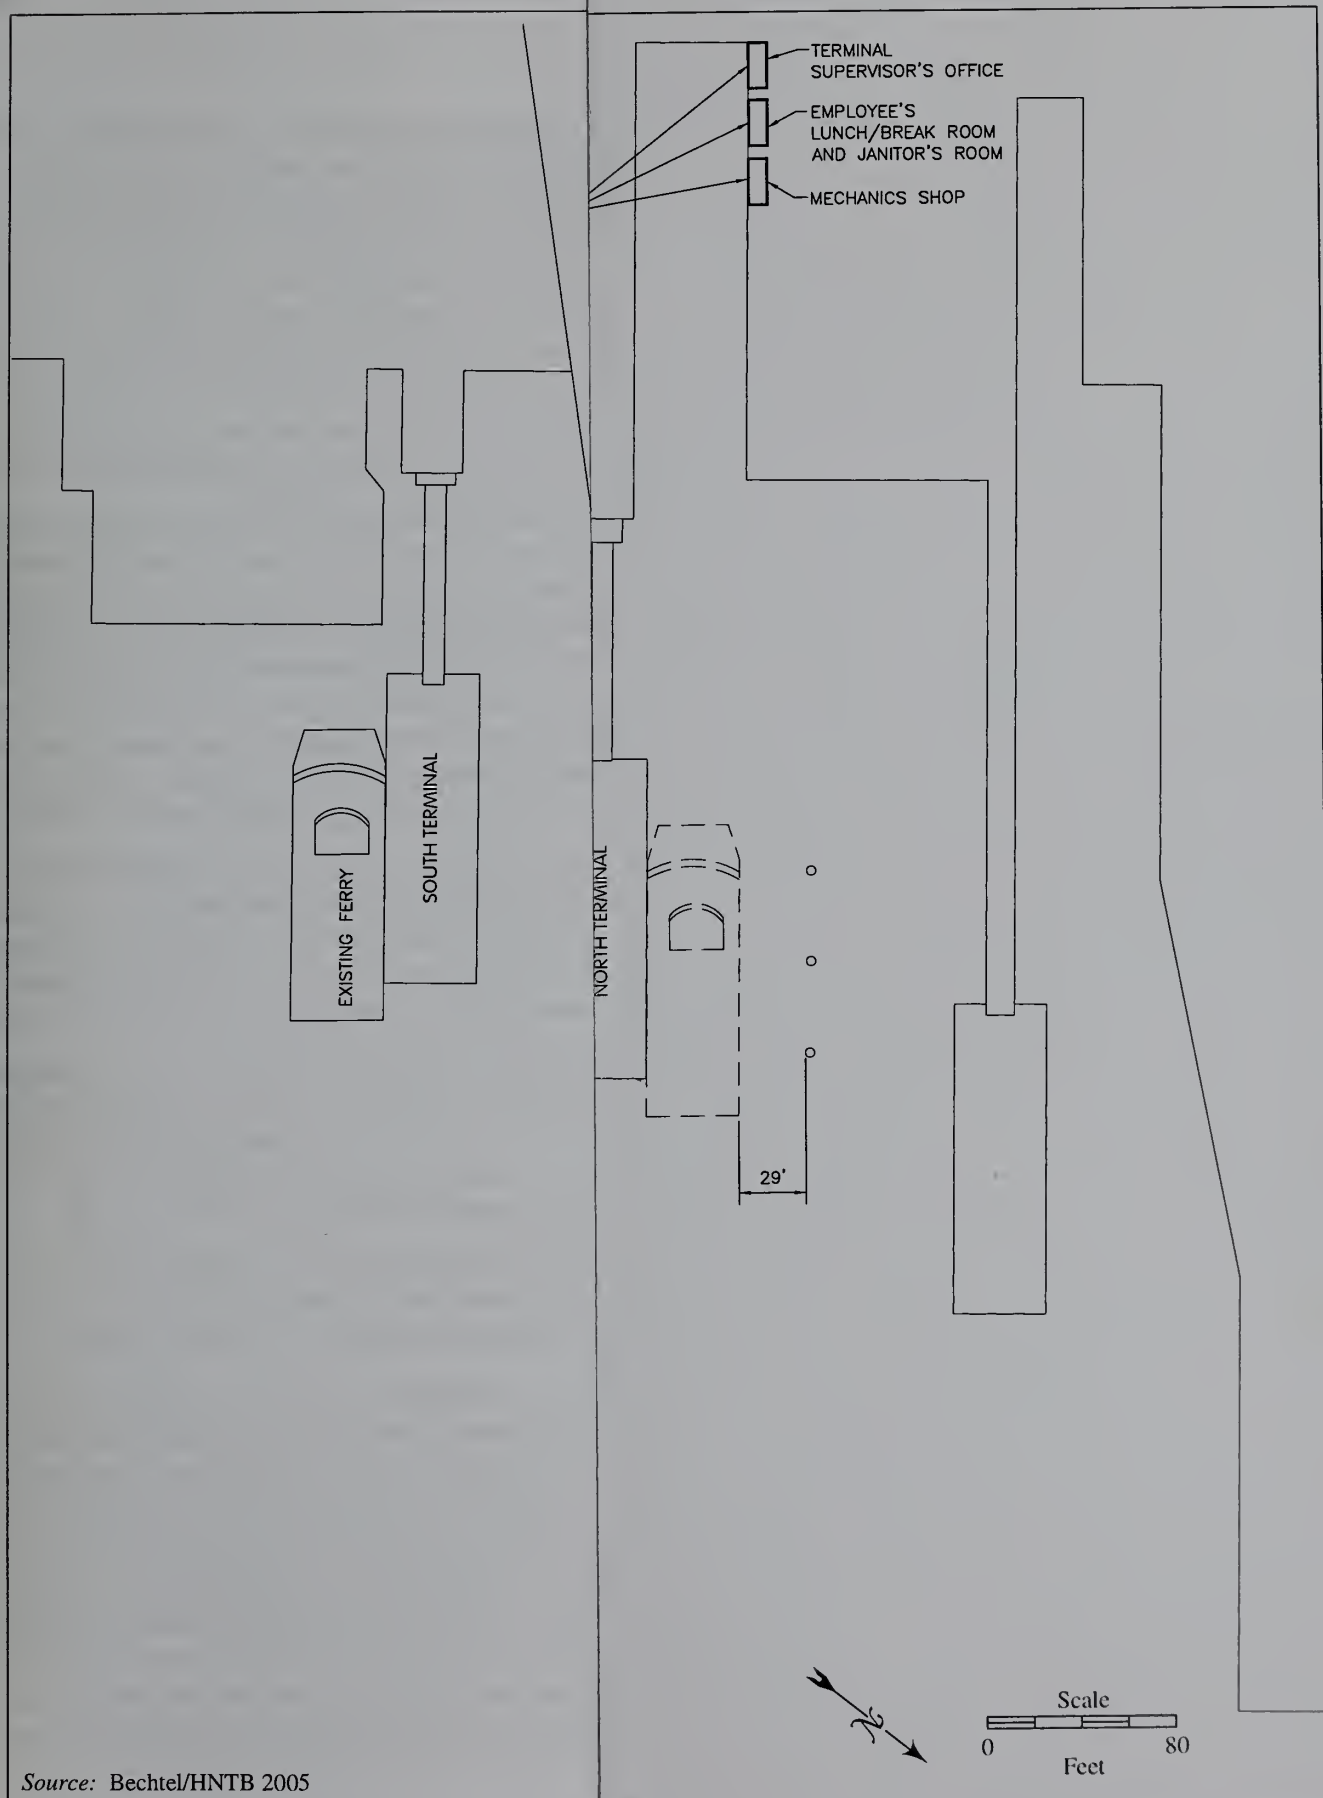 TERMINAL
SUPERVISOR'S OFFICE
EMPLOYEE'S
LUNCH/BREAK ROOM
AND JANITOR'S ROOM
MECHANICS SHOP
EXISTING FERRY
SOUTH TERMINAL
NORTH TERMINAL
29'
N
Scale
0 80
Feet
Source: Bechtel/HNTB 2005